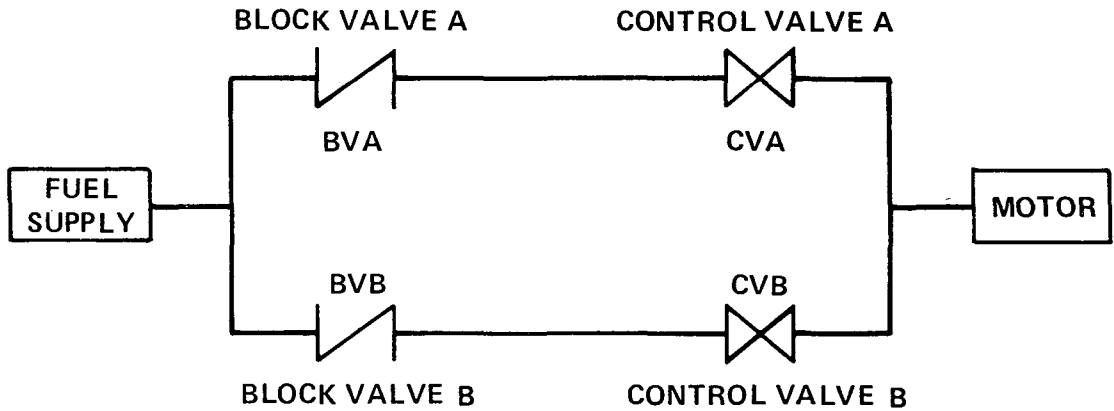 BLOCK VALVE A
CONTROL VALVE A
BVA
CVA
FUEL
SUPPLY
MOTOR
BVB
CVB
BLOCK VALVE B
CONTROL VALVE B